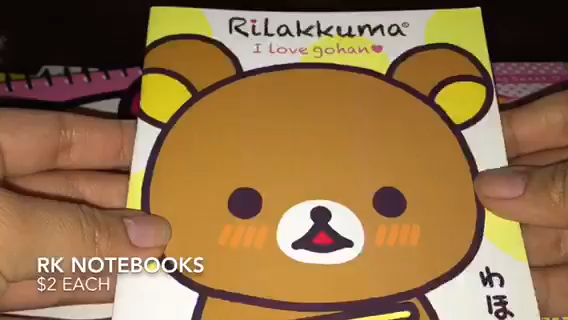 Rilakkuma®
I love gohan♥
RK NOTEBOOKS
$2 EACH
わほ